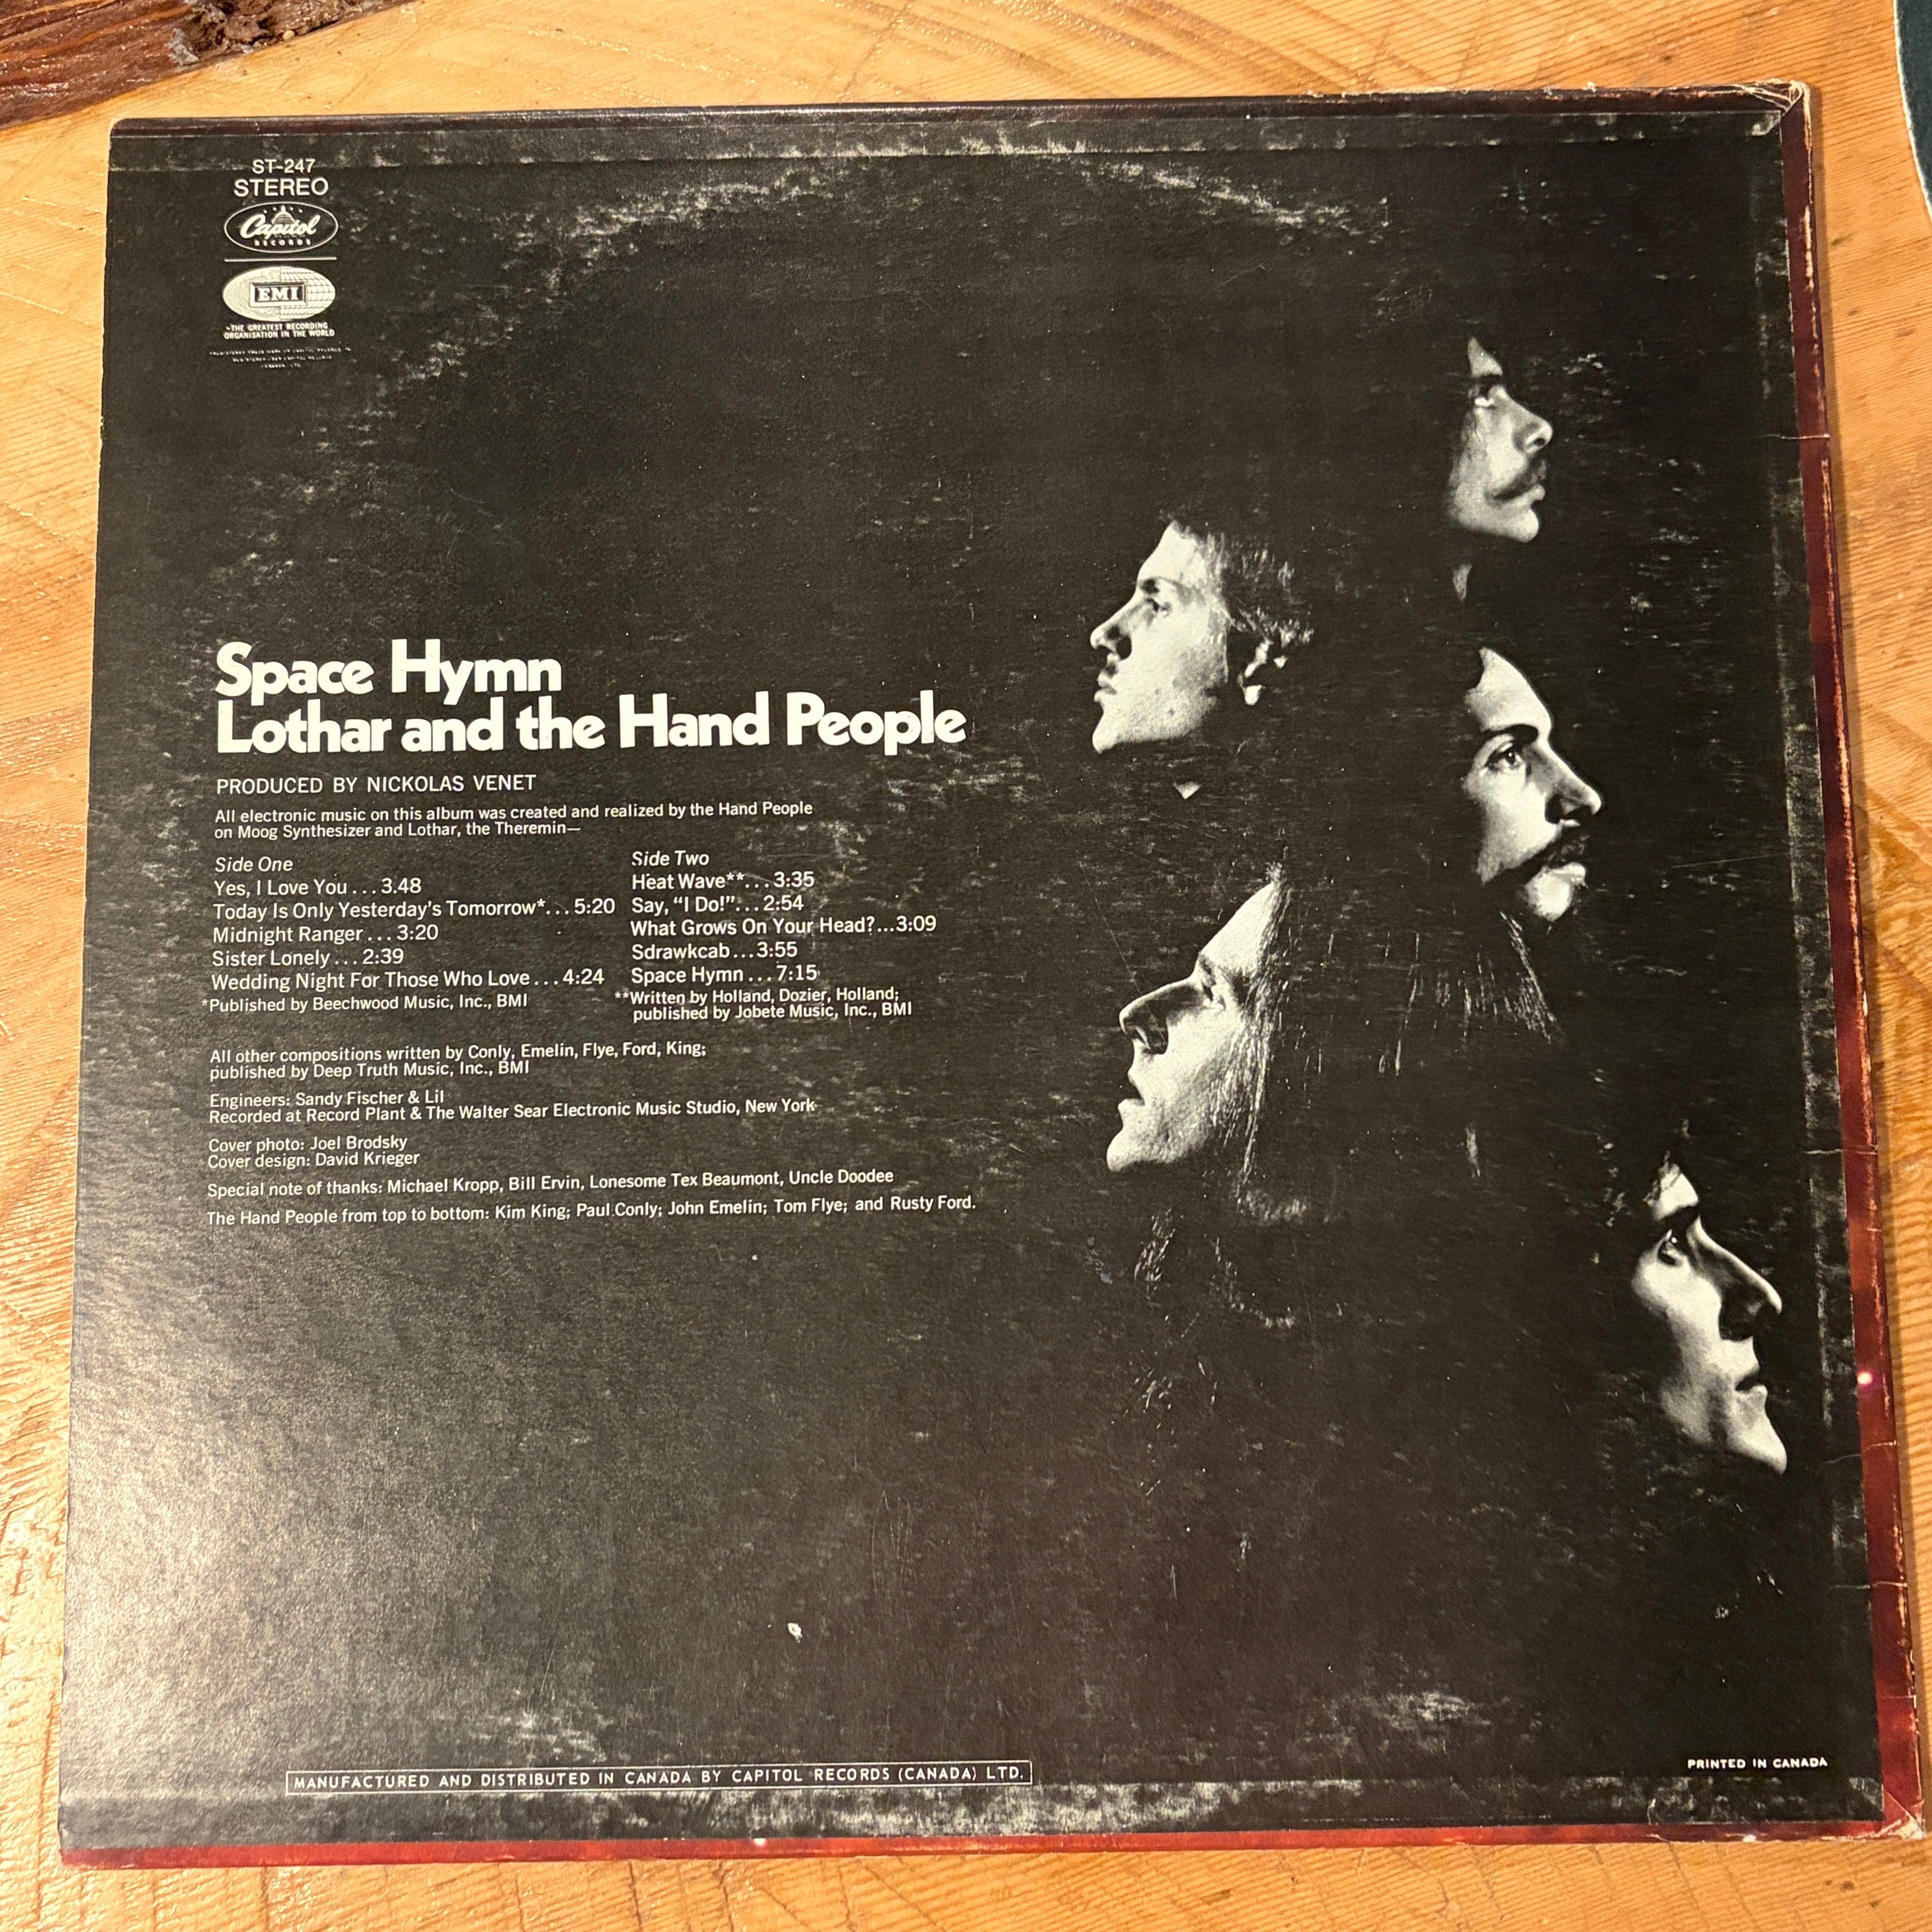 ST-247
STEREO
Capitol
RECORDS
EMI
"THE GREATEST RECORDING
ORGANISATION IN THE WORLD
Space Hymn
Lothar and the Hand People
PRODUCED BY NICKOLAS VENET
All electronic music on this album was created and realized by the Hand People
on Moog Synthesizer and Lothar, the Theremin—
Side One
Yes, I Love You...3.48
Today Is Only Yesterday's Tomorrow*...5:20
Midnight Ranger...3:20
Sister Lonely...2:39
Wedding Night For Those Who Love...4:24
*Published by Beechwood Music, Inc., BMI
Side Two
Heat Wave**...3:35
Say, “I Do!”...2:54
What Grows On Your Head?...3:09
Sdrawkcab...3:55
Space Hymn...7:15
**Written by Holland, Dozier, Holland;
published by Jobete Music, Inc., BMI
All other compositions written by Conly, Emelin, Flye, Ford, King;
published by Deep Truth Music, Inc., BMI
Engineers: Sandy Fischer & Lil
Recorded at Record Plant & The Walter Sear Electronic Music Studio, New York
Cover photo: Joel Brodsky
Cover design: David Krieger
Special note of thanks: Michael Kropp, Bill Ervin, Lonesome Tex Beaumont, Uncle Doodee
The Hand People from top to bottom: Kim King; Paul Conly; John Emelin; Tom Flye; and Rusty Ford.
MANUFACTURED AND DISTRIBUTED IN CANADA BY CAPITOL RECORDS (CANADA) LTD.
PRINTED IN CANADA